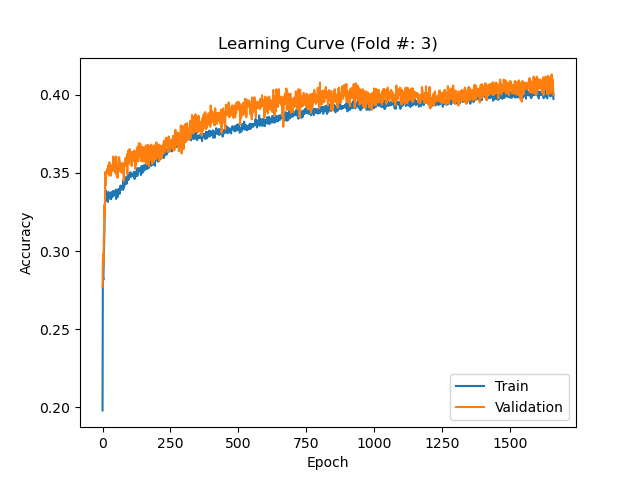 Learning Curve (Fold #: 3)
0.40
0.35
0.30
0.25
0.20
Accuracy
0 250 500 750 1000 1250 1500
Epoch
Train
Validation